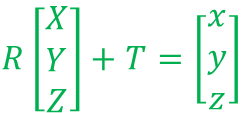 R [X Y Z] + T = [x y z]